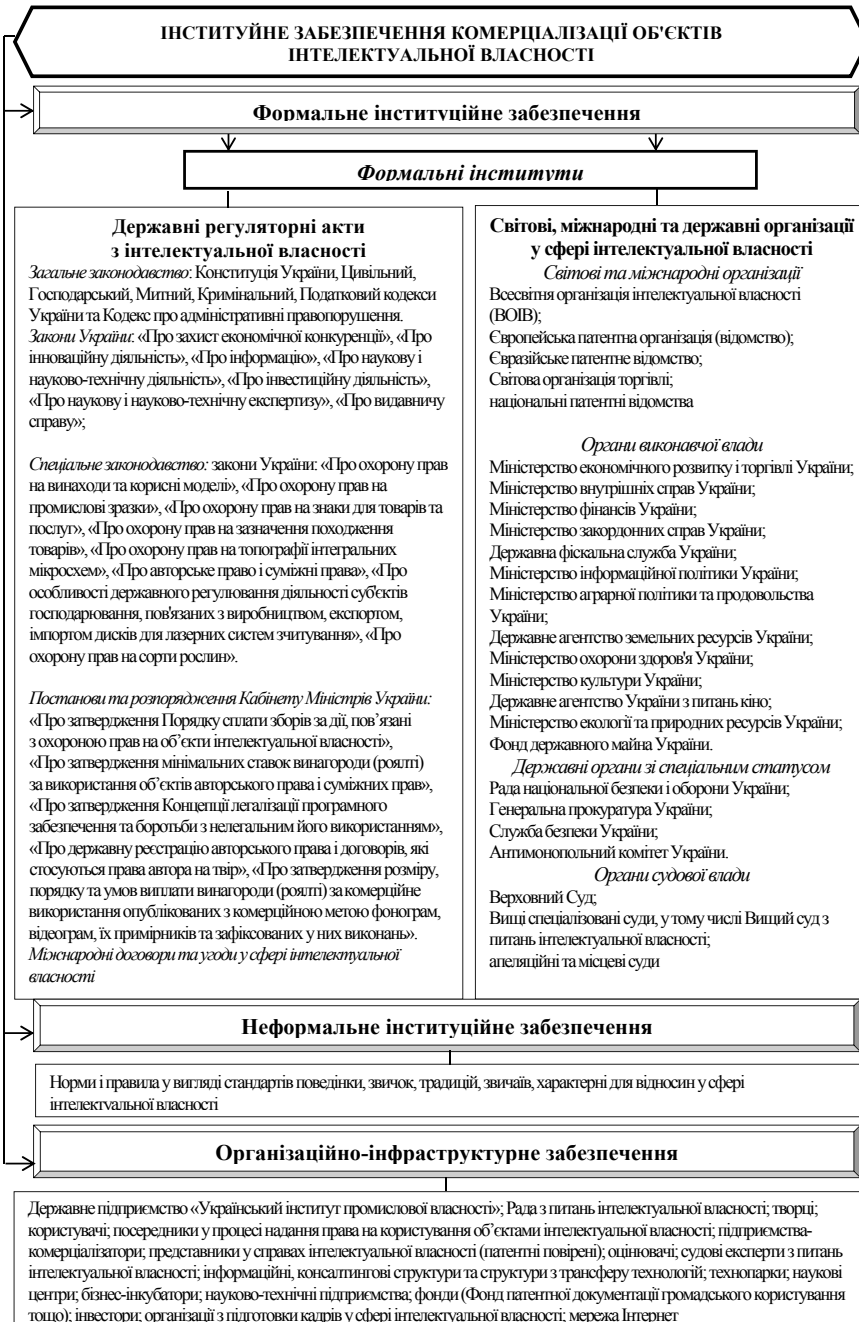 ІНСТИТУЙНЕ ЗАБЕЗПЕЧЕННЯ КОМЕРЦІАЛІЗАЦІЇ ОБ'ЄКТІВ
ІНТЕЛЕКТУАЛЬНОЇ ВЛАСНОСТІ
Формальне інституційне забезпечення
Формальні інститути
Державні регуляторні акти
з інтелектуальної власності
Загальне законодавство: Конституція України, Цивільний,
Господарський, Митний, Кримінальний, Податковий кодекси
України та Кодекс про адміністративні правопорушення.
Закони України: «Про захист економічної конкуренції», «Про
інноваційну діяльність», «Про інформацію», «Про наукову і
науково-технічну діяльність», «Про інвестиційну діяльність»,
«Про наукову і науково-технічну експертизу», «Про видавничу
справу»;
Спеціальне законодавство: закони України: «Про охорону прав
на винаходи та корисні моделі», «Про охорону прав на
промислові зразки», «Про охорону прав на знаки для товарів та
послуг», «Про охорону прав на зазначення походження
товарів», «Про охорону прав на топографії інтегральних
мікросхем», «Про авторське право і суміжні права», «Про
особливості державного регулювання діяльності суб'єктів
господарювання, пов'язаних з виробництвом, експортом,
імпортом дисків для лазерних систем зчитування», «Про
охорону прав на сорти рослин».
Постанови та розпорядження Кабінету Міністрів України:
«Про затвердження Порядку сплати зборів за дії, пов’язані
з охороною прав на об’єкти інтелектуальної власності»,
«Про затвердження мінімальних ставок винагороди (роялті)
за використання об’єктів авторського права і суміжних прав»,
«Про затвердження Концепції легалізації програмного
забезпечення та боротьби з нелегальним його використанням»,
«Про державну реєстрацію авторського права і договорів, які
стосуються права автора на твір», «Про затвердження розміру,
порядку та умов виплати винагороди (роялті) за комерційне
використання опублікованих з комерційною метою фонограм,
відеограм, їх примірників та зафіксованих у них виконань».
Міжнародні договори та угоди у сфері інтелектуальної
власності
Світові, міжнародні та державні організації
у сфері інтелектуальної власності
Світові та міжнародні організації
Всесвітня організація інтелектуальної власності
(ВОІВ);
Європейська патентна організація (відомство);
Євразійське патентне відомство;
Світова організація торгівлі;
національні патентні відомства
Органи виконавчої влади
Міністерство економічного розвитку і торгівлі України;
Міністерство внутрішніх справ України;
Міністерство фінансів України;
Міністерство закордонних справ України;
Державна фіскальна служба України;
Міністерство інформаційної політики України;
Міністерство аграрної політики та продовольства
України;
Державне агентство земельних ресурсів України;
Міністерство охорони здоров'я України;
Міністерство культури України;
Державне агентство України з питань кіно;
Міністерство екології та природних ресурсів України;
Фонд державного майна України.
Державні органи зі спеціальним статусом
Рада національної безпеки і оборони України;
Генеральна прокуратура України;
Служба безпеки України;
Антимонопольний комітет України.
Органи судової влади
Верховний Суд;
Вищі спеціалізовані суди, у тому числі Вищий суд з
питань інтелектуальної власності;
апеляційні та місцеві суди
Неформальне інституційне забезпечення
Норми і правила у вигляді стандартів поведінки, звичок, традицій, звичаїв, характерні для відносин у сфері
інтелектуальної власності
Організаційно-інфраструктурне забезпечення
Державне підприємство «Український інститут промислової власності»; Рада з питань інтелектуальної власності; творці;
користувачі; посередники у процесі надання права на користування об’єктами інтелектуальної власності; підприємства-
комерціалізатори; представники у справах інтелектуальної власності (патентні повірені); оцінювачі; судові експерти з питань
інтелектуальної власності; інформаційні, консалтингові структури та структури з трансферу технологій; технопарки; наукові
центри; бізнес-інкубатори; науково-технічні підприємства; фонди (Фонд патентної документації громадського користування
тощо); інвестори; організації з підготовки кадрів у сфері інтелектуальної власності; мережа Інтернет